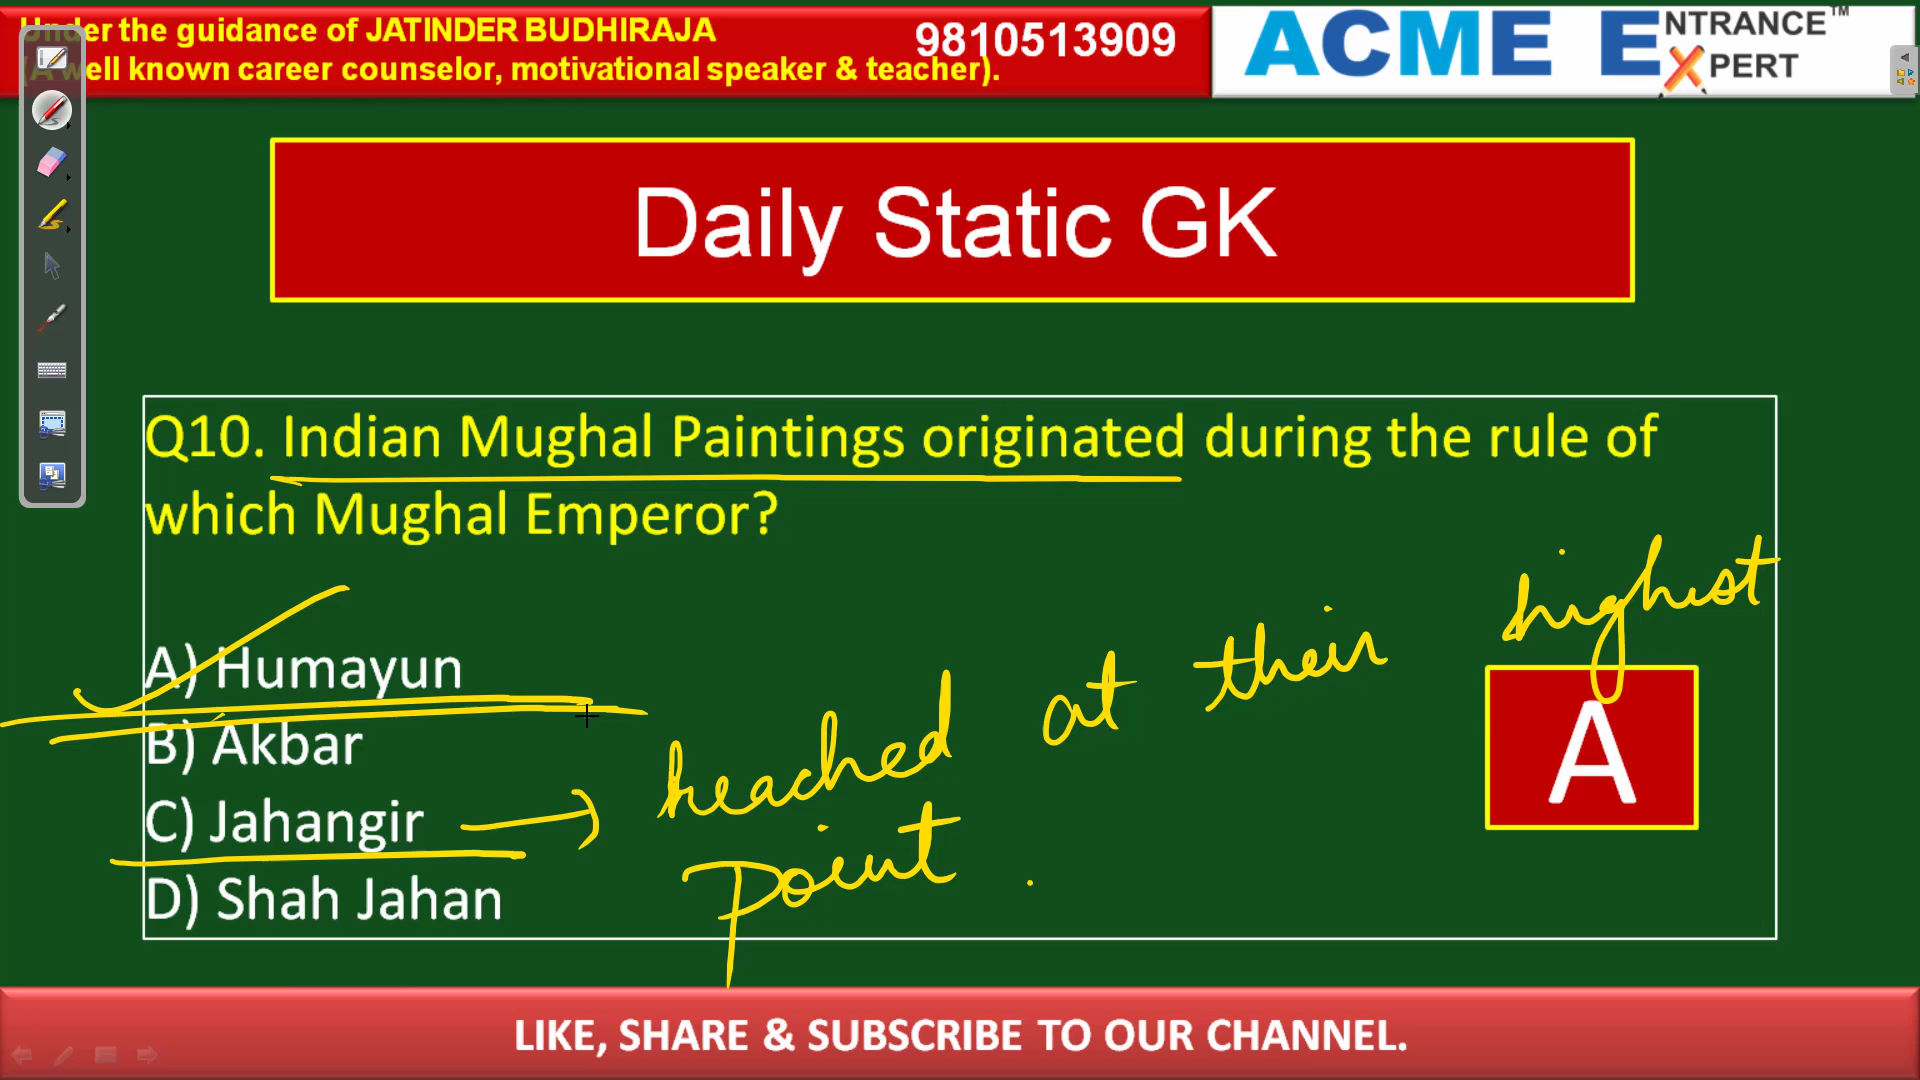 Under the guidance of JATINDER BUDHIRAJA
(A well known career counselor, motivational speaker & teacher).
9810513909
ACME ENTRANCE EXPERT™
Daily Static GK
Q10. Indian Mughal Paintings originated during the rule of
which Mughal Emperor?
A) Humayun
B) Akbar
C) Jahangir → reached at their highest
point.
D) Shah Jahan
A
LIKE, SHARE & SUBSCRIBE TO OUR CHANNEL.